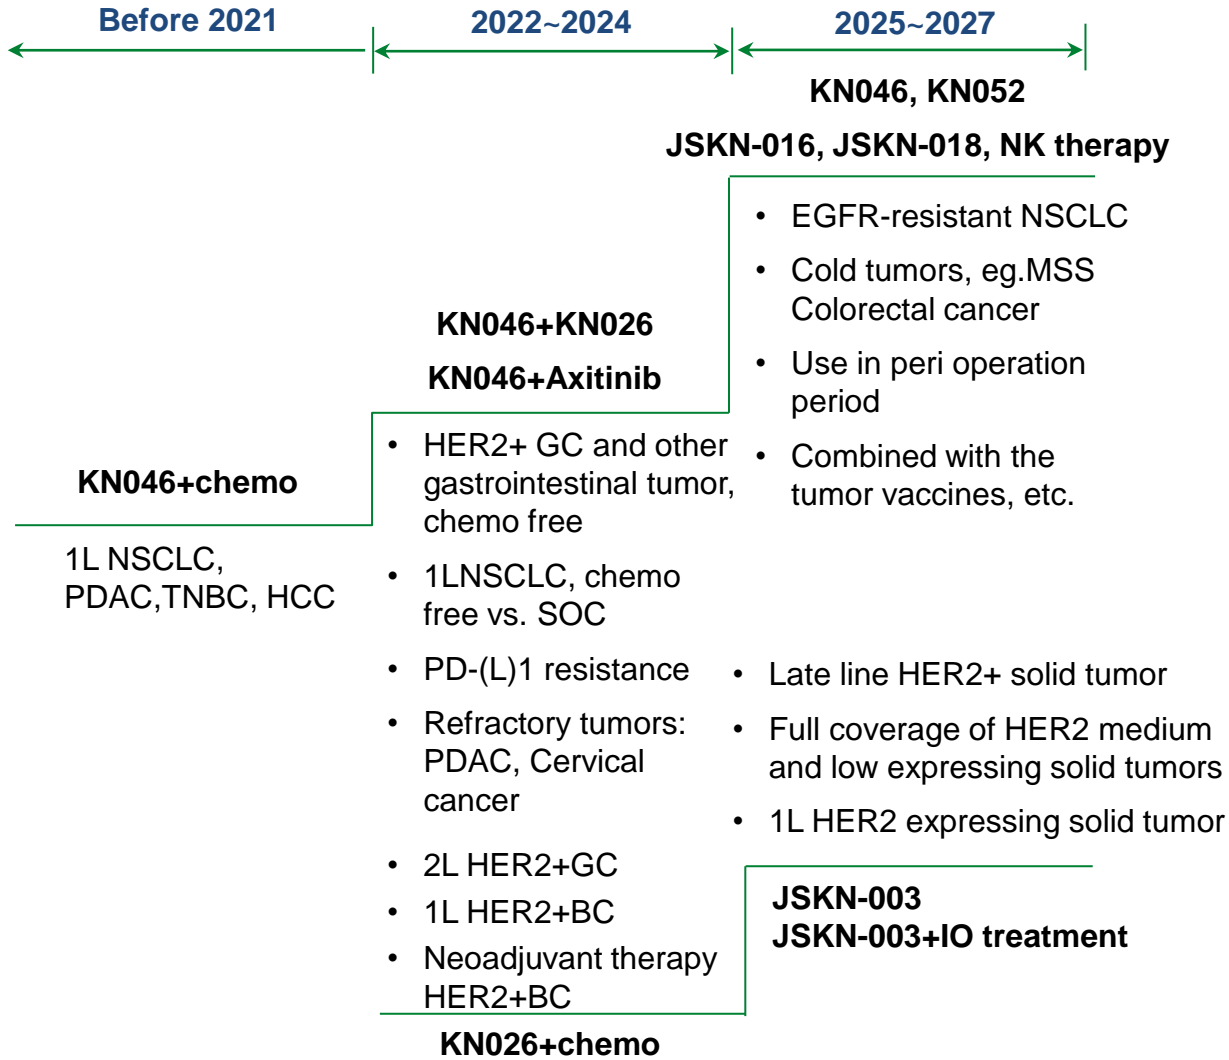 Before 2021
2022~2024
2025~2027
KN046+chemo
1L NSCLC,
PDAC,TNBC, HCC
KN046+KN026
KN046+Axitinib
• HER2+ GC and other
gastrointestinal tumor,
chemo free
• 1LNSCLC, chemo
free vs. SOC
• PD-(L)1 resistance
• Refractory tumors:
PDAC, Cervical
cancer
• 2L HER2+GC
• 1L HER2+BC
• Neoadjuvant therapy
HER2+BC
KN026+chemo
KN046, KN052
JSKN-016, JSKN-018, NK therapy
• EGFR-resistant NSCLC
• Cold tumors, eg.MSS
Colorectal cancer
• Use in peri operation
period
• Combined with the
tumor vaccines, etc.
• Late line HER2+ solid tumor
• Full coverage of HER2 medium
and low expressing solid tumors
• 1L HER2 expressing solid tumor
JSKN-003
JSKN-003+IO treatment